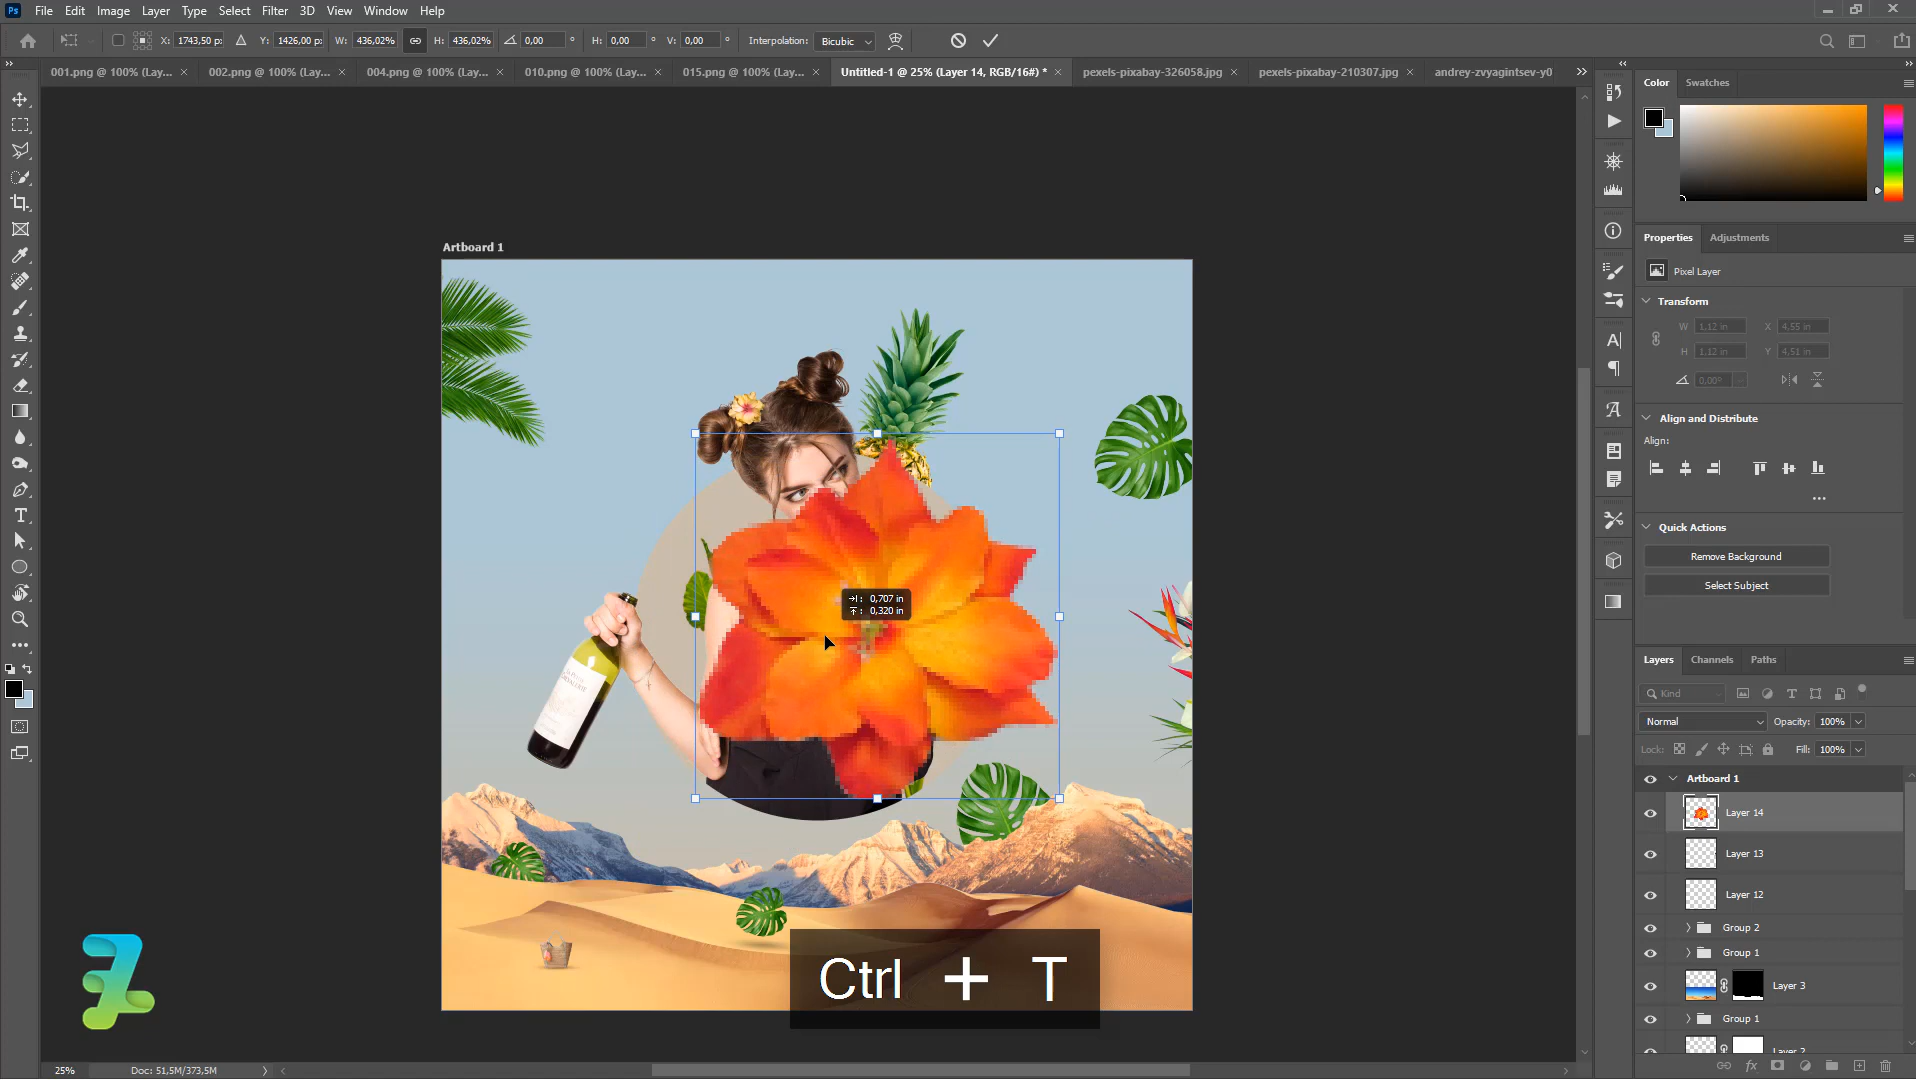 Ps File Edit Image Layer Type Select Filter 3D View Window Help
X: 1743,50 px Y: 1426,00 px W: 436,02% H: 436,02% 0,00 ° H: 0,00 ° V: 0,00 ° Interpolation: Bicubic
001.png @ 100% (Lay... × 002.png @ 100% (Lay... × 004.png @ 100% (Lay... × 010.png @ 100% (Lay... × 015.png @ 100% (Lay... × Untitled-1 @ 25% (Layer 14, RGB/16#) * × pexels-pixabay-326058.jpg × pexels-pixabay-210307.jpg × andrey-zvyagintsev-y0
Color Swatches
Properties Adjustments
Artboard 1
Pixel Layer
Transform
W 1.12 in X 4.55 in
H 1.12 in Y 4.51 in
0,00°
Align and Distribute
Align:
...
Quick Actions
Remove Background
Select Subject
0,707 in
0,320 in
Layers Channels Paths
Kind
Normal Opacity: 100%
Lock: Fill: 100%
Artboard 1
Layer 14
Layer 13
Layer 12
Group 2
Group 1
Layer 3
Group 1
Layer 2
Ctrl + T
25% Doc: 51,5M/373,5M